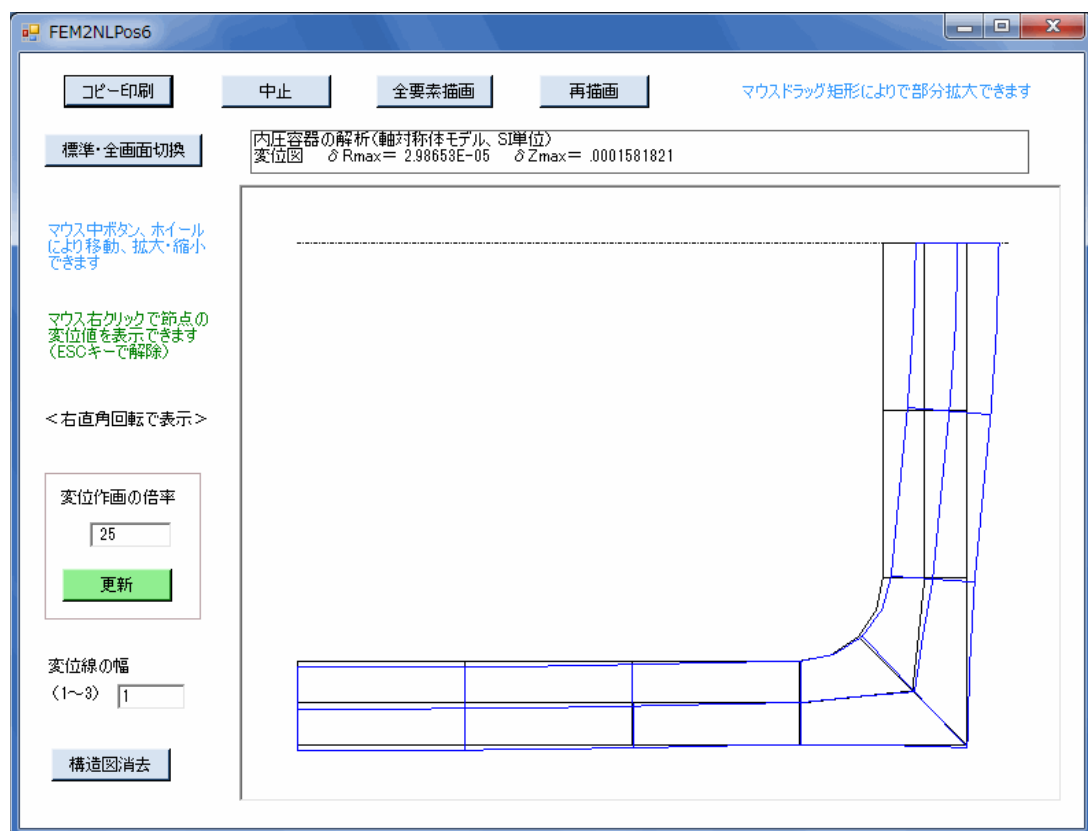 FEM2NLPos6
コピー印刷
中止
全要素描画
再描画
マウスドラッグ矩形によりで部分拡大できます
標準・全画面切換
内圧容器の解析(軸対称体モデル、SI単位)
変位図 δRmax= 2.98653E-05 δZmax= .0001581821
マウス中ボタン、ホイール
により移動、拡大・縮小
できます
マウス右クリックで節点の
変位値を表示できます
(ESCキーで解除)
<右直角回転で表示>
変位作画の倍率
25
更新
変位線の幅
(1~3) 1
構造図消去